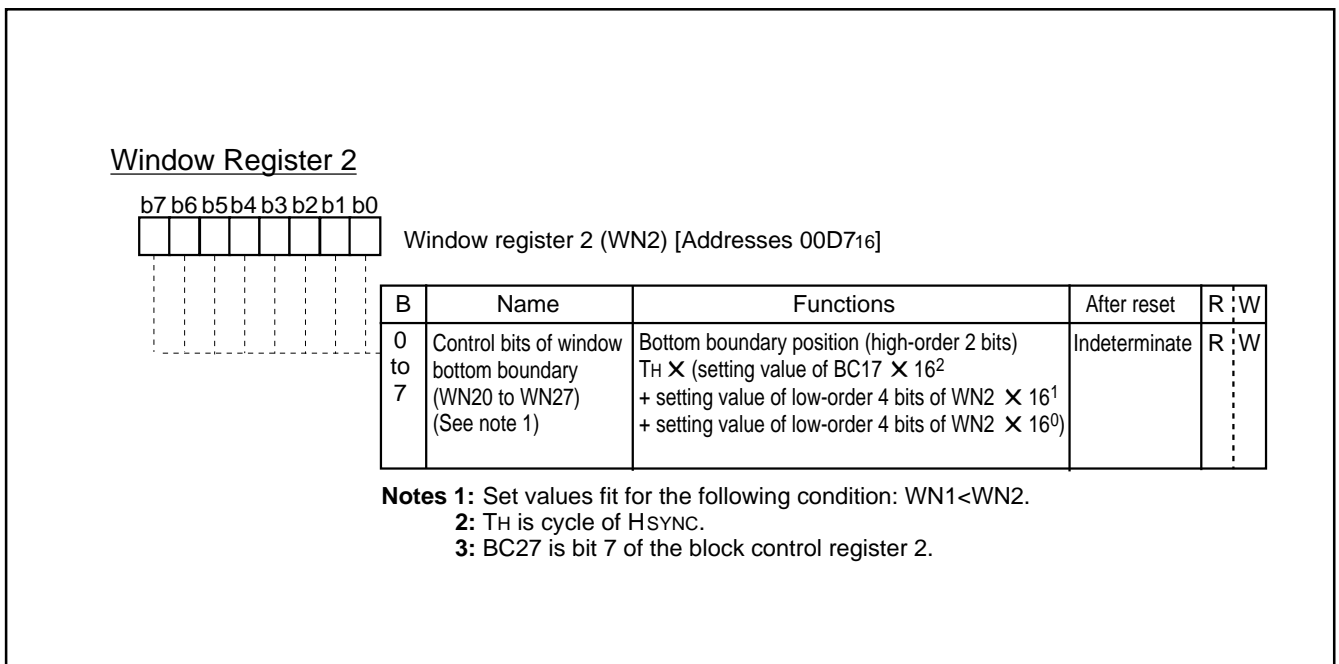 Window Register 2
b7 b6 b5 b4 b3 b2 b1 b0
Window register 2 (WN2) [Addresses 00D716]
B Name Functions After reset R W
0 to 7
Control bits of window
bottom boundary
(WN20 to WN27)
(See note 1)
Bottom boundary position (high-order 2 bits)
TH ✕ (setting value of BC17 ✕ 16²
+ setting value of low-order 4 bits of WN2 ✕ 16¹
+ setting value of low-order 4 bits of WN2 ✕ 16⁰)
Indeterminate
R W
Notes 1: Set values fit for the following condition: WN1<WN2.
2: TH is cycle of HSYNC.
3: BC27 is bit 7 of the block control register 2.